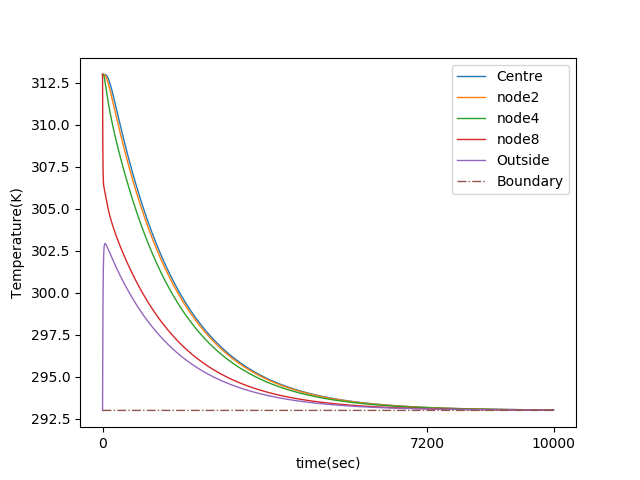 312.5
310.0
307.5
305.0
302.5
300.0
297.5
295.0
292.5
Temperature(K)
0
7200
10000
time(sec)
Centre
node2
node4
node8
Outside
Boundary